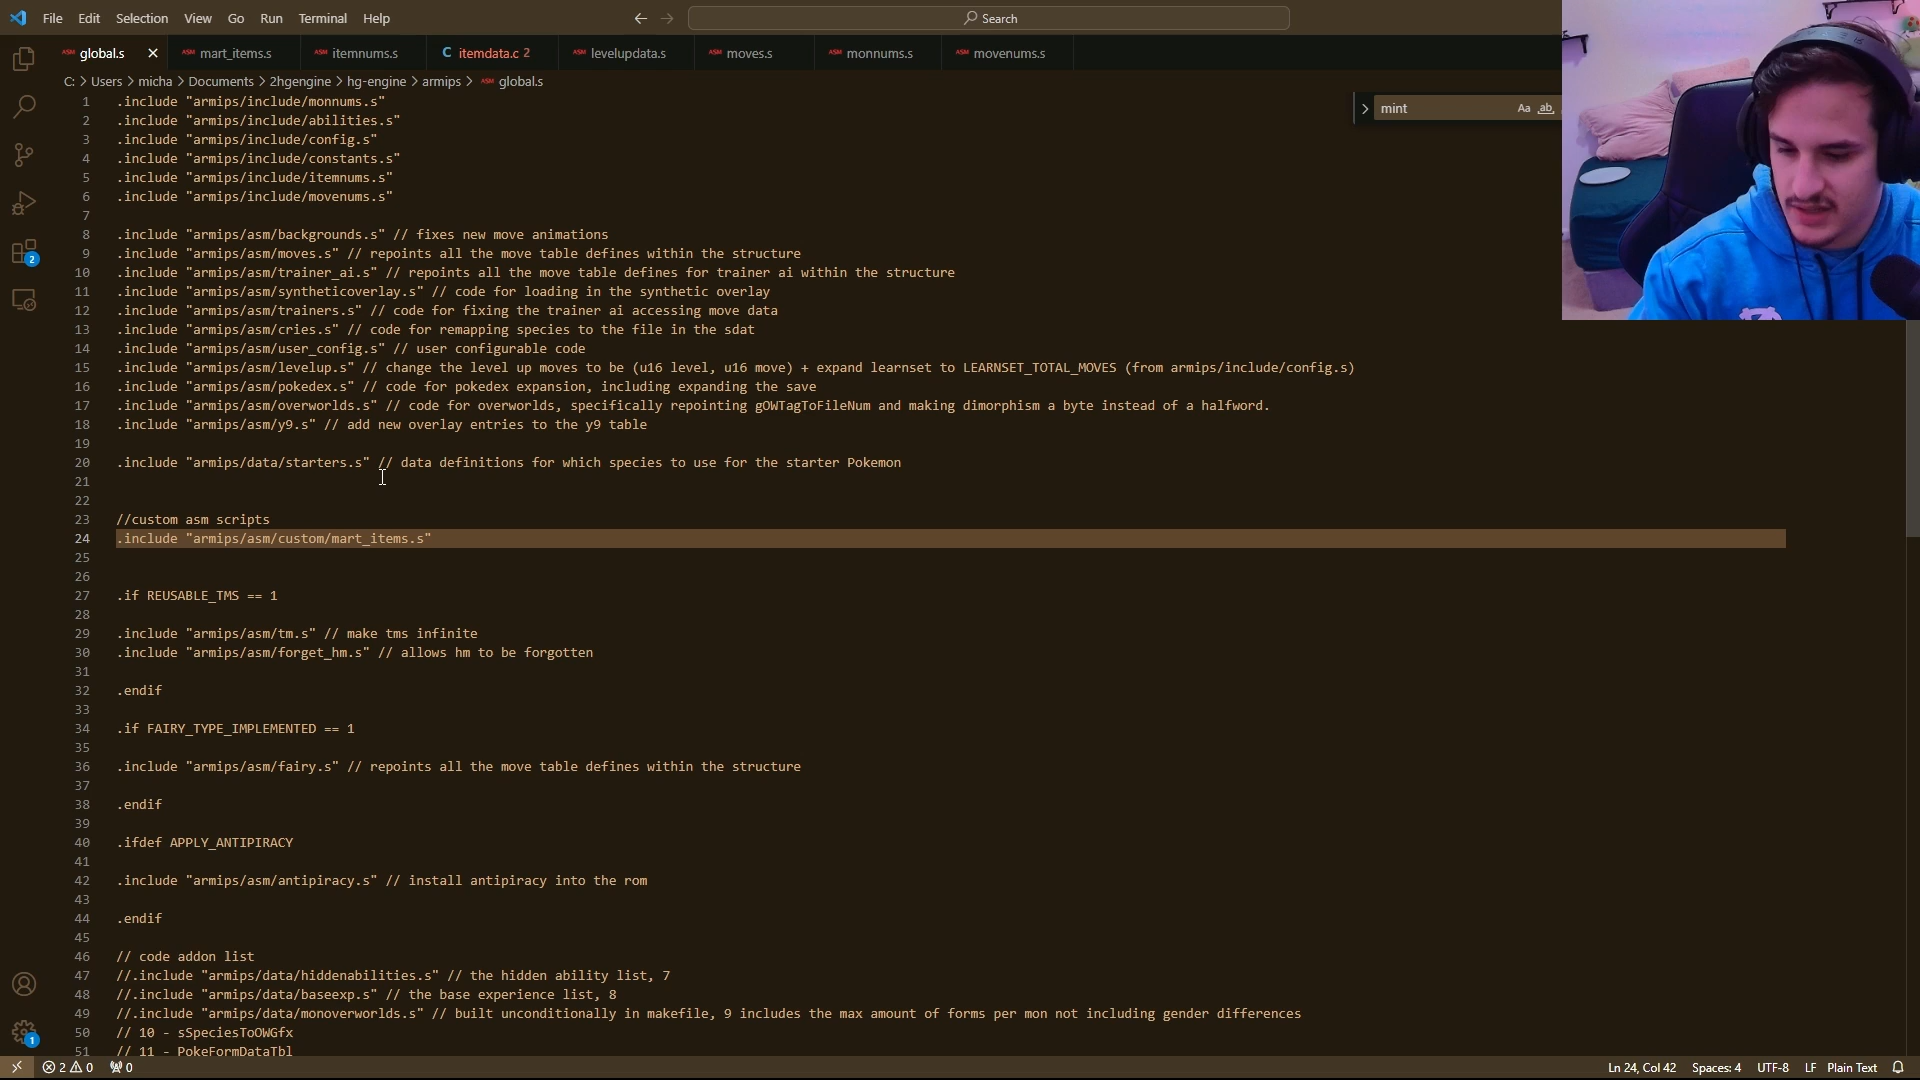 File Edit Selection View Go Run Terminal Help
Search
ASM global.s
ASM mart_items.s
ASM itemnums.s
C itemdata.c 2
ASM levelupdata.s
ASM moves.s
ASM monnums.s
ASM movenums.s
C: > Users > micha > Documents > 2hgengine > hg-engine > armips > ASM global.s
mint Aa ab
1 .include "armips/include/monnums.s"
2 .include "armips/include/abilities.s"
3 .include "armips/include/config.s"
4 .include "armips/include/constants.s"
5 .include "armips/include/itemnums.s"
6 .include "armips/include/movenums.s"
7
8 .include "armips/asm/backgrounds.s" // fixes new move animations
9 .include "armips/asm/moves.s" // repoints all the move table defines within the structure
10 .include "armips/asm/trainer_ai.s" // repoints all the move table defines for trainer ai within the structure
11 .include "armips/asm/syntheticoverlay.s" // code for loading in the synthetic overlay
12 .include "armips/asm/trainers.s" // code for fixing the trainer ai accessing move data
13 .include "armips/asm/cries.s" // code for remapping species to the file in the sdat
14 .include "armips/asm/user_config.s" // user configurable code
15 .include "armips/asm/levelup.s" // change the level up moves to be (u16 level, u16 move) + expand learnset to LEARNSET_TOTAL_MOVES (from armips/include/config.s)
16 .include "armips/asm/pokedex.s" // code for pokedex expansion, including expanding the save
17 .include "armips/asm/overworlds.s" // code for overworlds, specifically repointing gOWTagToFileNum and making dimorphism a byte instead of a halfword.
18 .include "armips/asm/y9.s" // add new overlay entries to the y9 table
19
20 .include "armips/data/starters.s" // data definitions for which species to use for the starter Pokemon
21
22
23 //custom asm scripts
24 .include "armips/asm/custom/mart_items.s"
25
26
27 .if REUSABLE_TMS == 1
28
29 .include "armips/asm/tm.s" // make tms infinite
30 .include "armips/asm/forget_hm.s" // allows hm to be forgotten
31
32 .endif
33
34 .if FAIRY_TYPE_IMPLEMENTED == 1
35
36 .include "armips/asm/fairy.s" // repoints all the move table defines within the structure
37
38 .endif
39
40 .ifdef APPLY_ANTIPIRACY
41
42 .include "armips/asm/antipiracy.s" // install antipiracy into the rom
43
44 .endif
45
46 // code addon list
47 //.include "armips/data/hiddenabilities.s" // the hidden ability list, 7
48 //.include "armips/data/baseexp.s" // the base experience list, 8
49 //.include "armips/data/monoverworlds.s" // built unconditionally in makefile, 9 includes the max amount of forms per mon not including gender differences
50 // 10 - sSpeciesToOWGfx
51 // 11 - PokeFormDataTbl
2
1
2 0 0
Ln 24, Col 42 Spaces: 4 UTF-8 LF Plain Text